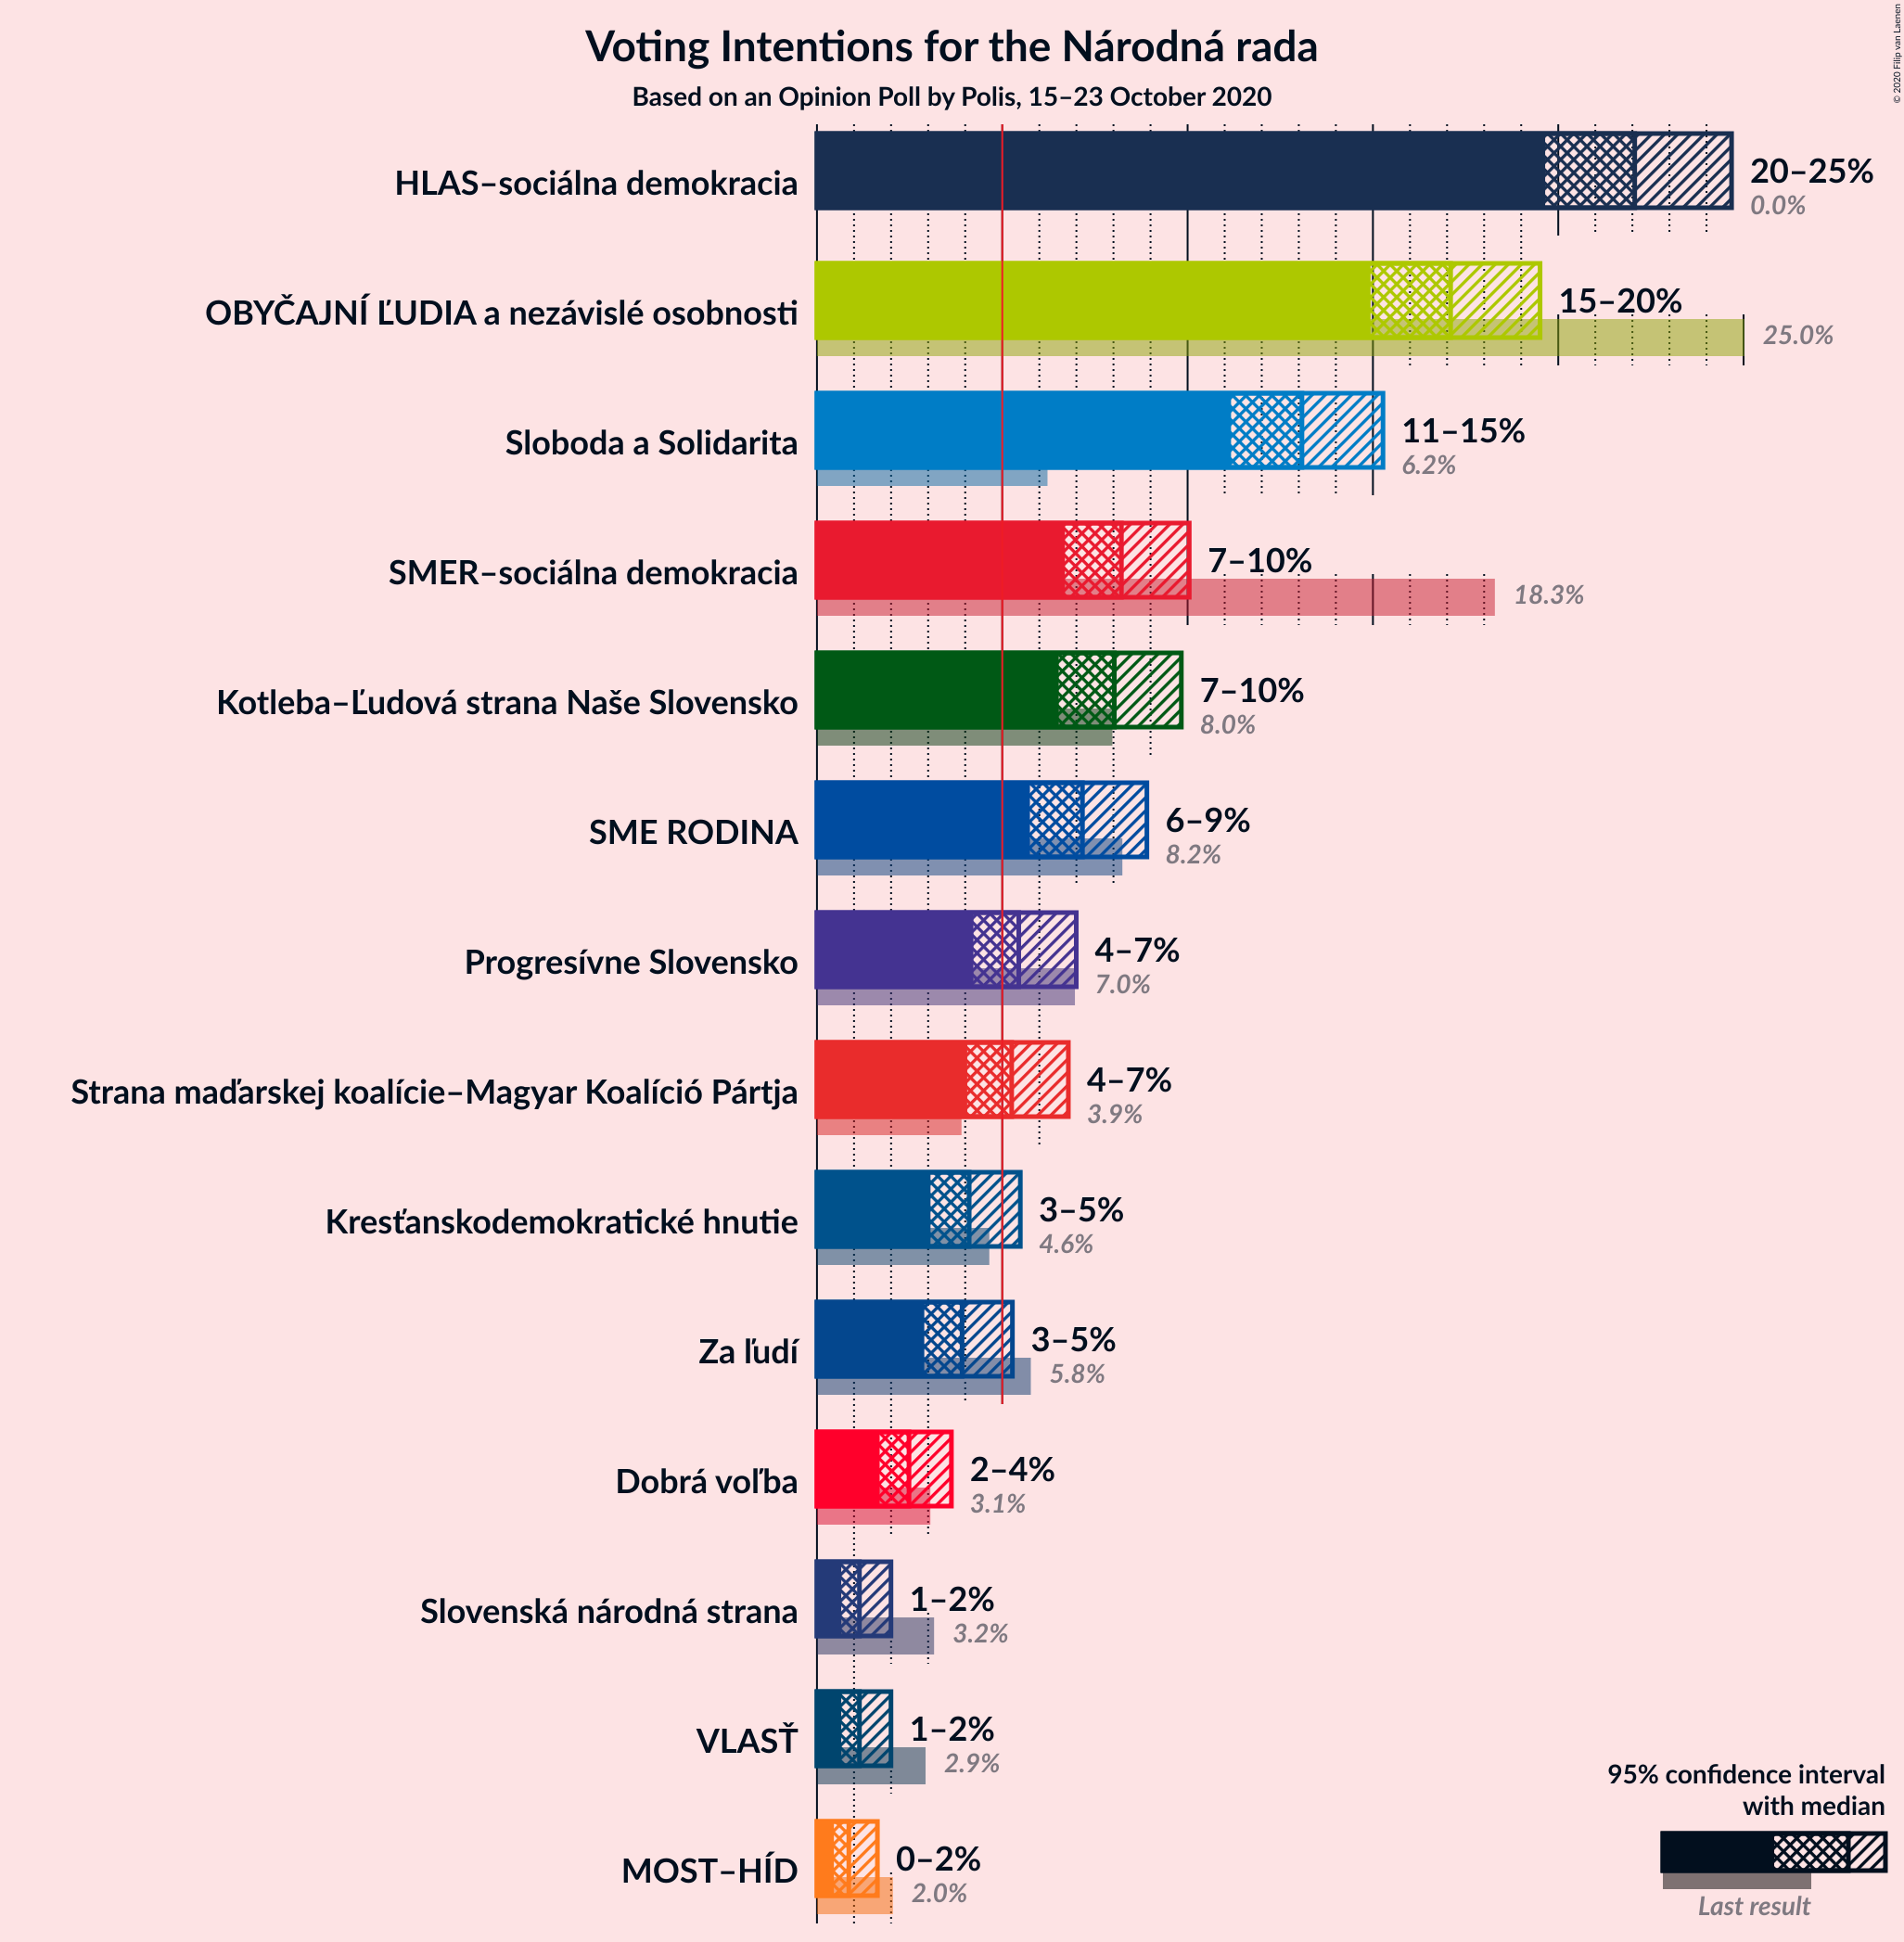 Voting Intentions for the Národná rada
Based on an Opinion Poll by Polis, 15–23 October 2020
© 2020 Filip van Laenen
HLAS–sociálna demokracia
20–25%
0.0%
OBYČAJNÍ ĽUDIA a nezávislé osobnosti
15–20%
25.0%
Sloboda a Solidarita
11–15%
6.2%
SMER–sociálna demokracia
7–10%
18.3%
Kotleba–Ľudová strana Naše Slovensko
7–10%
8.0%
SME RODINA
6–9%
8.2%
Progresívne Slovensko
4–7%
7.0%
Strana maďarskej koalície–Magyar Koalíció Pártja
4–7%
3.9%
Kresťanskodemokratické hnutie
3–5%
4.6%
Za ľudí
3–5%
5.8%
Dobrá voľba
2–4%
3.1%
Slovenská národná strana
1–2%
3.2%
VLASŤ
1–2%
2.9%
MOST–HÍD
0–2%
2.0%
95% confidence interval
with median
Last result